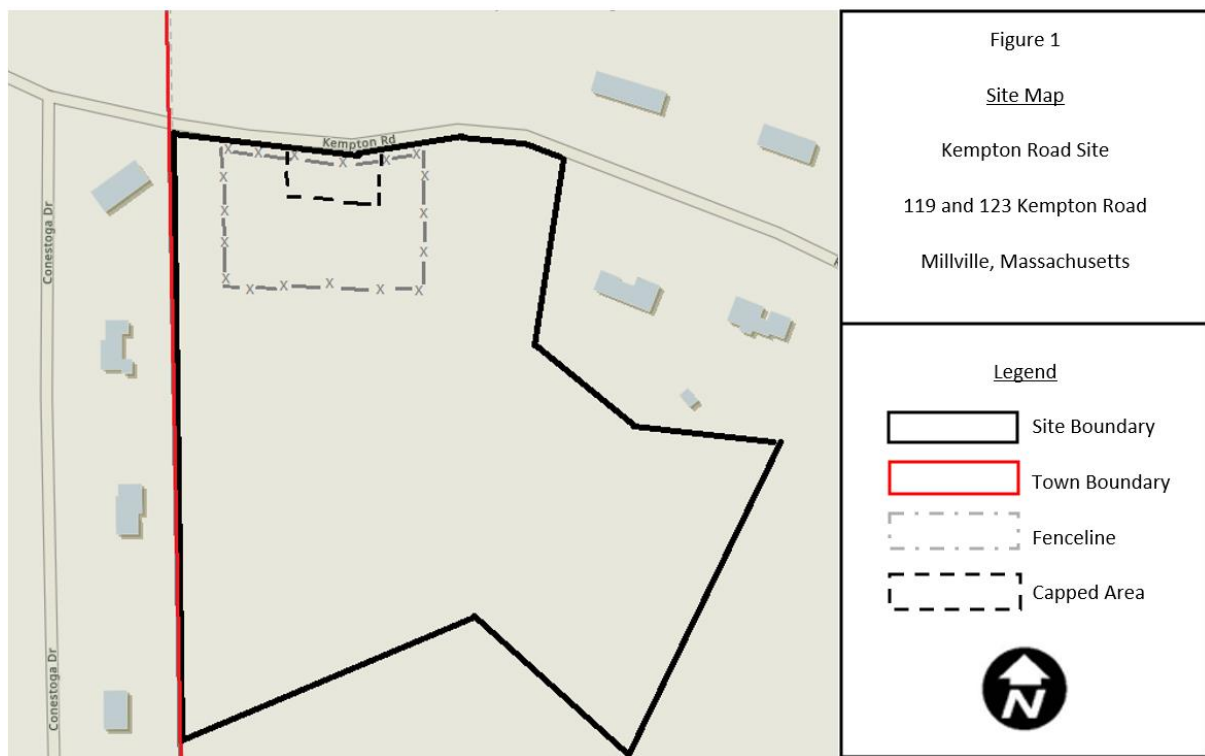 Kempton Rd
Conestoga Dr
Conestoga Dr
X X X X X X
X X
X X
X X
X X X X X X
Figure 1
Site Map
Kempton Road Site
119 and 123 Kempton Road
Millville, Massachusetts
Legend
Site Boundary
Town Boundary
Fenceline
Capped Area
N